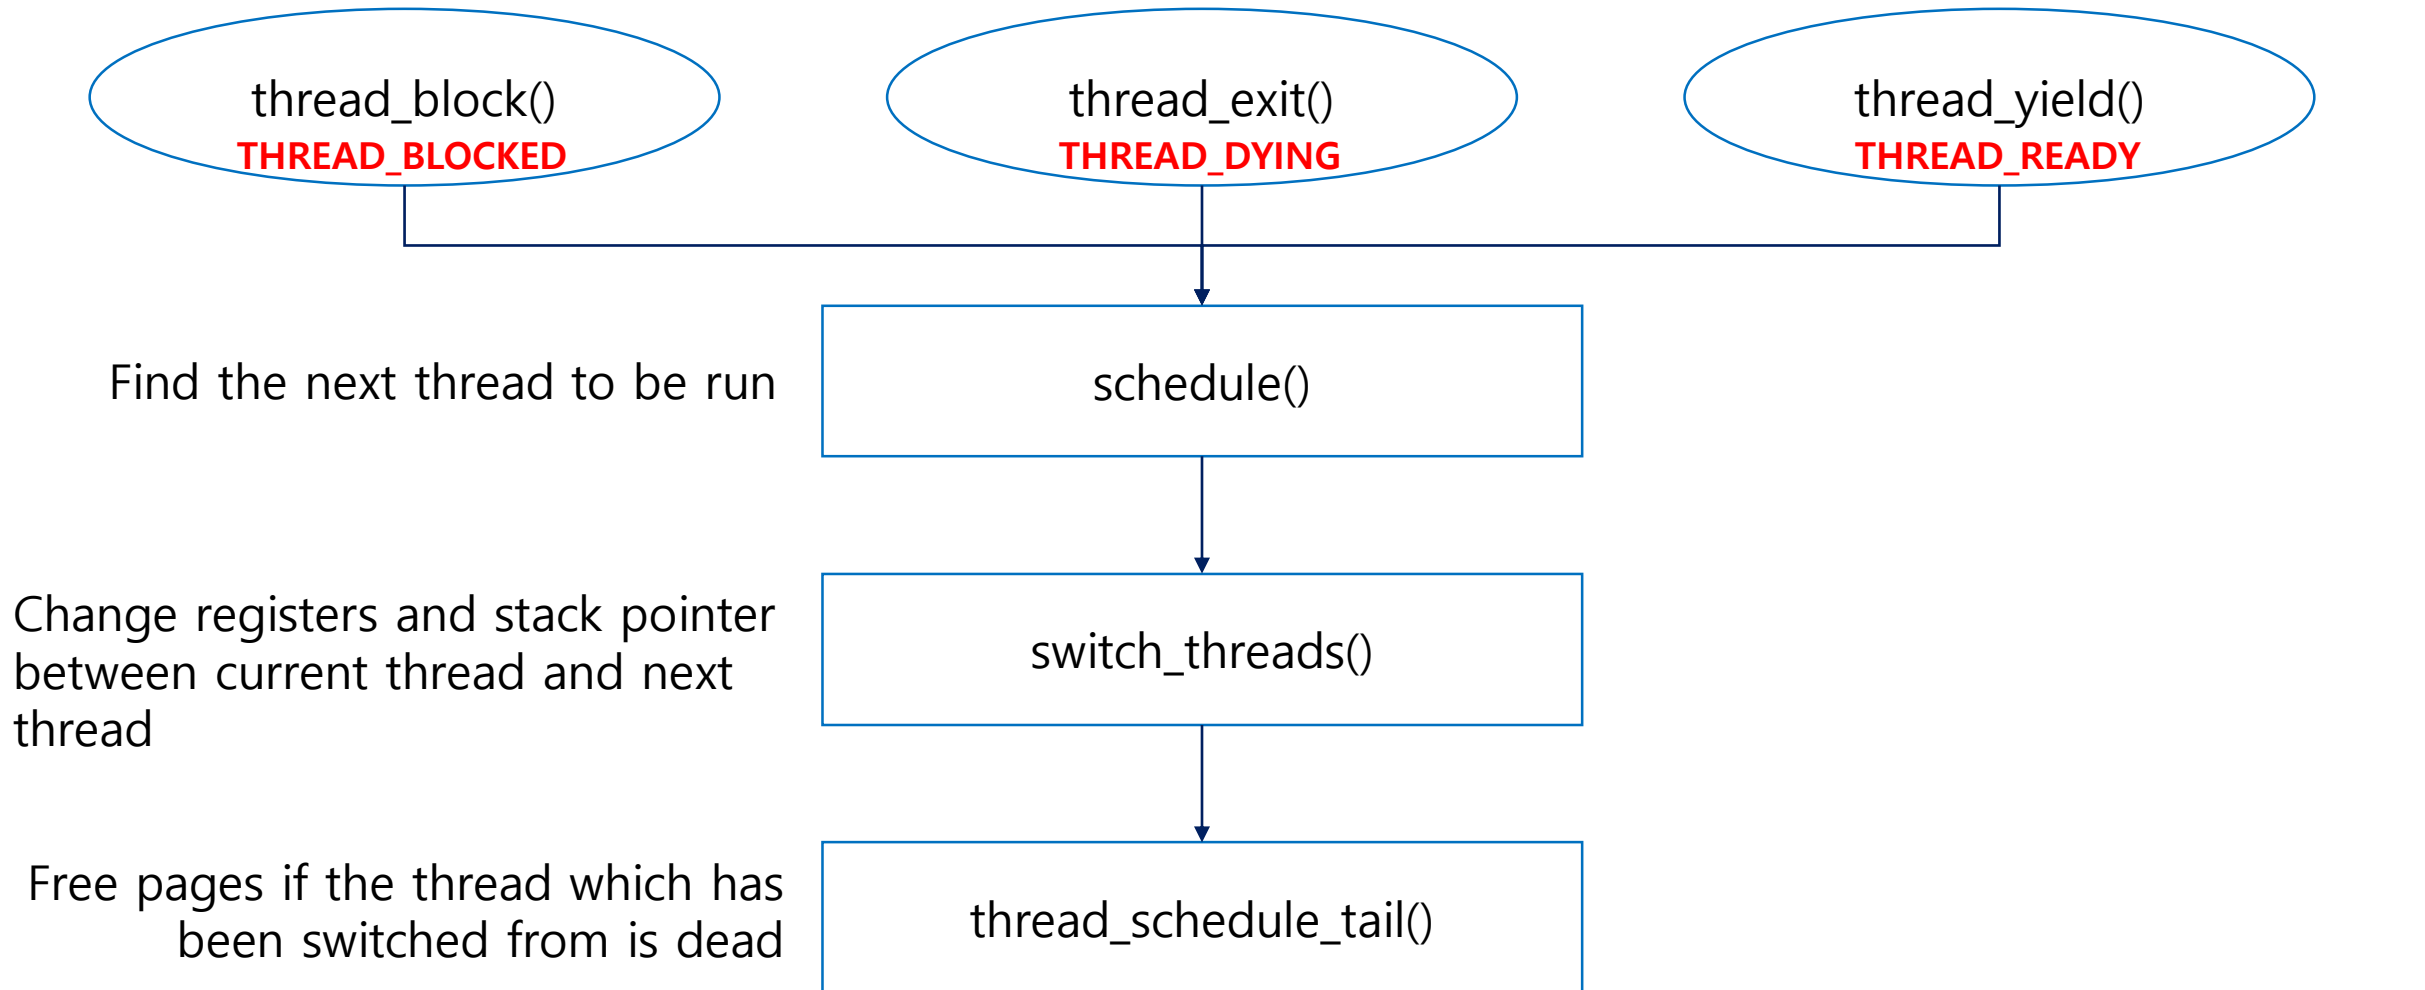 thread_block()
THREAD_BLOCKED
thread_exit()
THREAD_DYING
thread_yield()
THREAD_READY
Find the next thread to be run
schedule()
Change registers and stack pointer
between current thread and next
thread
switch_threads()
Free pages if the thread which has
been switched from is dead
thread_schedule_tail()